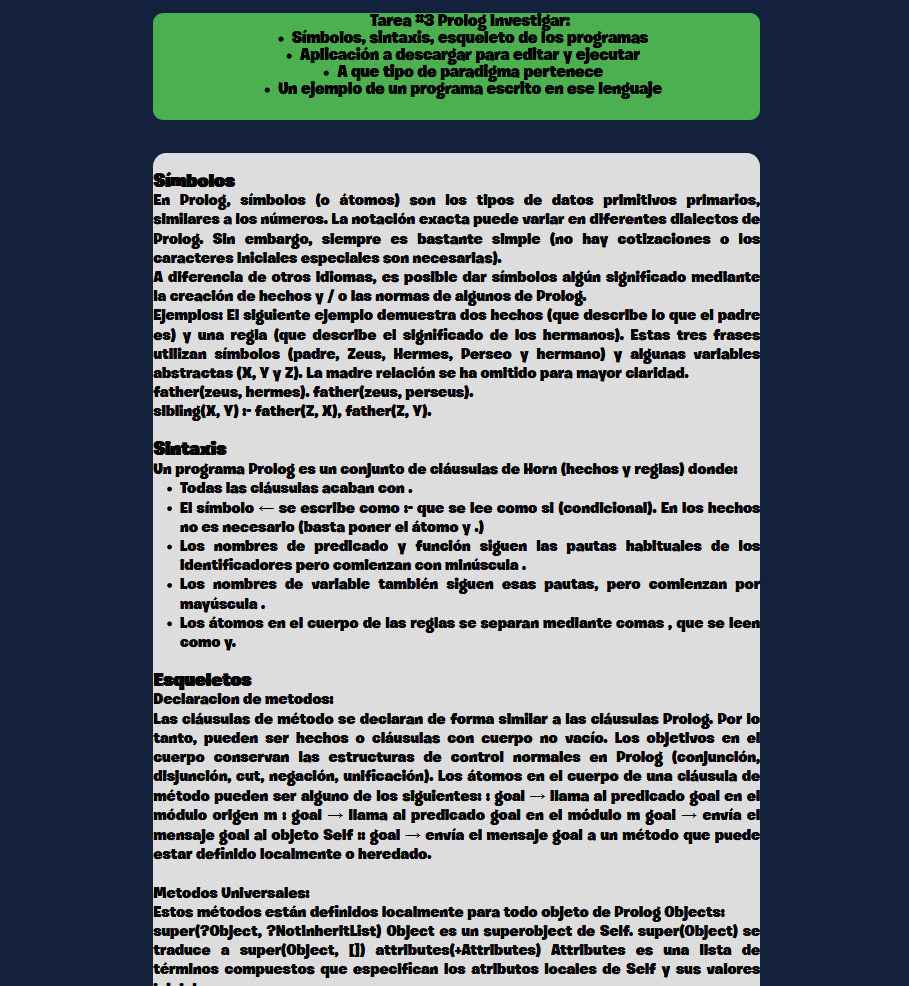 Tarea #3 Prolog Investigar:
• Símbolos, sintaxis, esqueleto de los programas
• Aplicación a descargar para editar y ejecutar
• A que tipo de paradigma pertenece
• Un ejemplo de un programa escrito en ese lenguaje
Símbolos
En Prolog, símbolos (o átomos) son los tipos de datos primitivos primarios,
similares a los números. La notación exacta puede variar en diferentes dialectos de
Prolog. Sin embargo, siempre es bastante simple (no hay cotizaciones o los
caracteres iniciales especiales son necesarias).
A diferencia de otros idiomas, es posible dar símbolos algún significado mediante
la creación de hechos y / o las normas de algunos de Prolog.
Ejemplos: El siguiente ejemplo demuestra dos hechos (que describe lo que el padre
es) y una regla (que describe el significado de los hermanos). Estas tres frases
utilizan símbolos (padre, Zeus, Hermes, Perseo y hermano) y algunas variables
abstractas (X, Y y Z). La madre relación se ha omitido para mayor claridad.
father(zeus, hermes). father(zeus, perseus).
sibling(X, Y) :- father(Z, X), father(Z, Y).
Sintaxis
Un programa Prolog es un conjunto de cláusulas de Horn (hechos y reglas) donde:
• Todas las cláusulas acaban con .
• El símbolo ← se escribe como :- que se lee como si (condicional). En los hechos
no es necesario (basta poner el átomo y .)
• Los nombres de predicado y función siguen las pautas habituales de los
identificadores pero comienzan con minúscula .
• Los nombres de variable también siguen esas pautas, pero comienzan por
mayúscula .
• Los átomos en el cuerpo de las reglas se separan mediante comas , que se leen
como y.
Esqueletos
Declaracion de metodos:
Las cláusulas de método se declaran de forma similar a las cláusulas Prolog. Por lo
tanto, pueden ser hechos o cláusulas con cuerpo no vacío. Los objetivos en el
cuerpo conservan las estructuras de control normales en Prolog (conjunción,
disjunción, cut, negación, unificación). Los átomos en el cuerpo de una cláusula de
método pueden ser alguno de los siguientes: : goal → llama al predicado goal en el
módulo origen m : goal → llama al predicado goal en el módulo m goal → envía el
mensaje goal al objeto Self :: goal → envía el mensaje goal a un método que puede
estar definido localmente o heredado.
Metodos Universales:
Estos métodos están definidos localmente para todo objeto de Prolog Objects:
super(?Object, ?NotInheritList) Object es un superobject de Self. super(Object) se
traduce a super(Object, []) attributes(+Attributes) Attributes es una lista de
términos compuestos que especifican los atributos locales de Self y sus valores